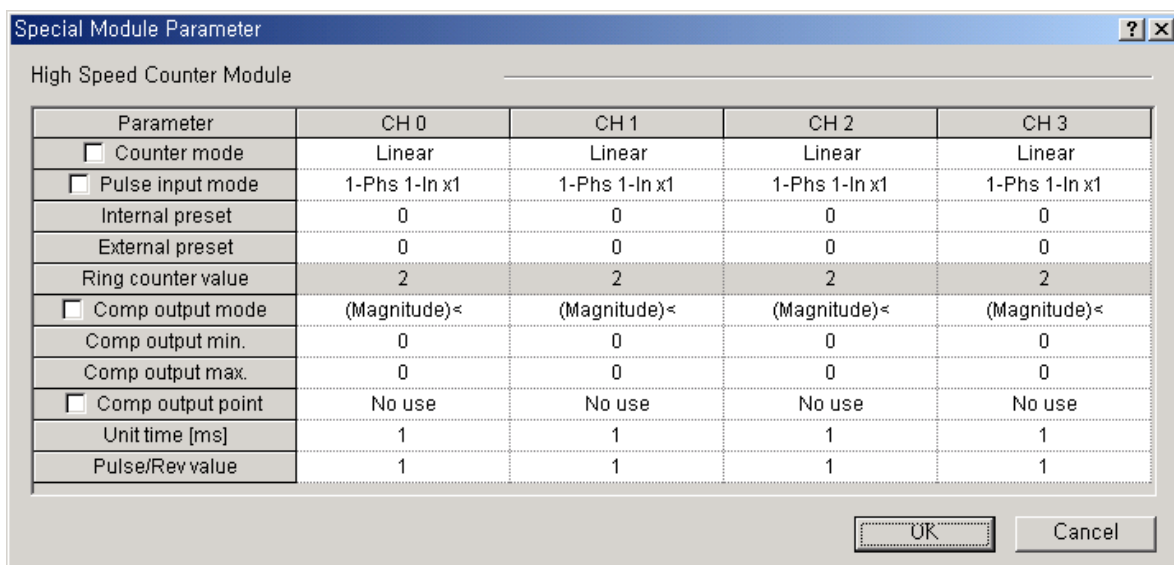 Special Module Parameter
? ×
High Speed Counter Module
Parameter CH 0 CH 1 CH 2 CH 3
Counter mode Linear Linear Linear Linear
Pulse input mode 1-Phs 1-In x1 1-Phs 1-In x1 1-Phs 1-In x1 1-Phs 1-In x1
Internal preset 0 0 0 0
External preset 0 0 0 0
Ring counter value 2 2 2 2
Comp output mode (Magnitude)< (Magnitude)< (Magnitude)< (Magnitude)<
Comp output min. 0 0 0 0
Comp output max. 0 0 0 0
Comp output point No use No use No use No use
Unit time [ms] 1 1 1 1
Pulse/Rev value 1 1 1 1
OK Cancel